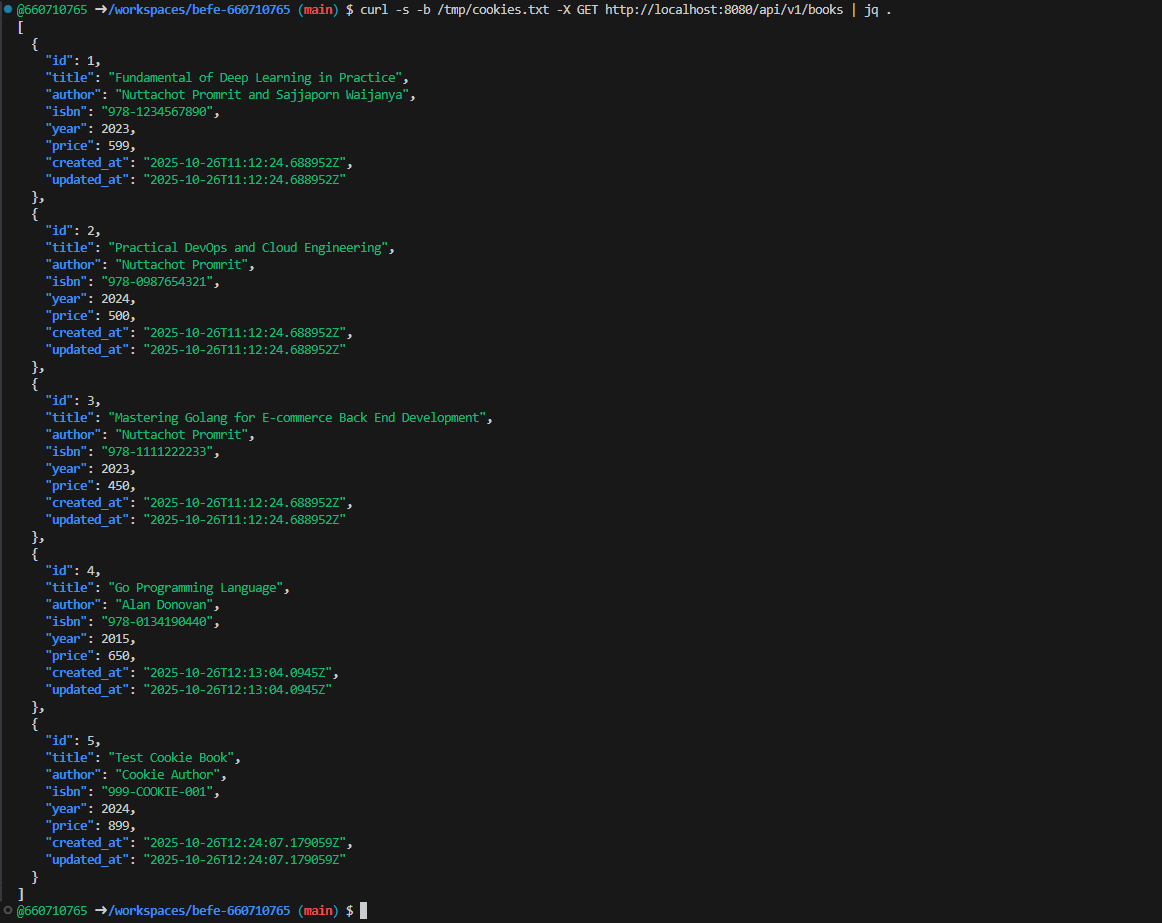 @660710765 ➜/workspaces/befe-660710765 (main) $ curl -s -b /tmp/cookies.txt -X GET http://localhost:8080/api/v1/books | jq .
[
  {
    "id": 1,
    "title": "Fundamental of Deep Learning in Practice",
    "author": "Nuttachot Promrit and Sajjaporn Waijanya",
    "isbn": "978-1234567890",
    "year": 2023,
    "price": 599,
    "created_at": "2025-10-26T11:12:24.688952Z",
    "updated_at": "2025-10-26T11:12:24.688952Z"
  },
  {
    "id": 2,
    "title": "Practical DevOps and Cloud Engineering",
    "author": "Nuttachot Promrit",
    "isbn": "978-0987654321",
    "year": 2024,
    "price": 500,
    "created_at": "2025-10-26T11:12:24.688952Z",
    "updated_at": "2025-10-26T11:12:24.688952Z"
  },
  {
    "id": 3,
    "title": "Mastering Golang for E-commerce Back End Development",
    "author": "Nuttachot Promrit",
    "isbn": "978-1111222233",
    "year": 2023,
    "price": 450,
    "created_at": "2025-10-26T11:12:24.688952Z",
    "updated_at": "2025-10-26T11:12:24.688952Z"
  },
  {
    "id": 4,
    "title": "Go Programming Language",
    "author": "Alan Donovan",
    "isbn": "978-0134190440",
    "year": 2015,
    "price": 650,
    "created_at": "2025-10-26T12:13:04.0945Z",
    "updated_at": "2025-10-26T12:13:04.0945Z"
  },
  {
    "id": 5,
    "title": "Test Cookie Book",
    "author": "Cookie Author",
    "isbn": "999-COOKIE-001",
    "year": 2024,
    "price": 899,
    "created_at": "2025-10-26T12:24:07.179059Z",
    "updated_at": "2025-10-26T12:24:07.179059Z"
  }
]
@660710765 ➜/workspaces/befe-660710765 (main) $